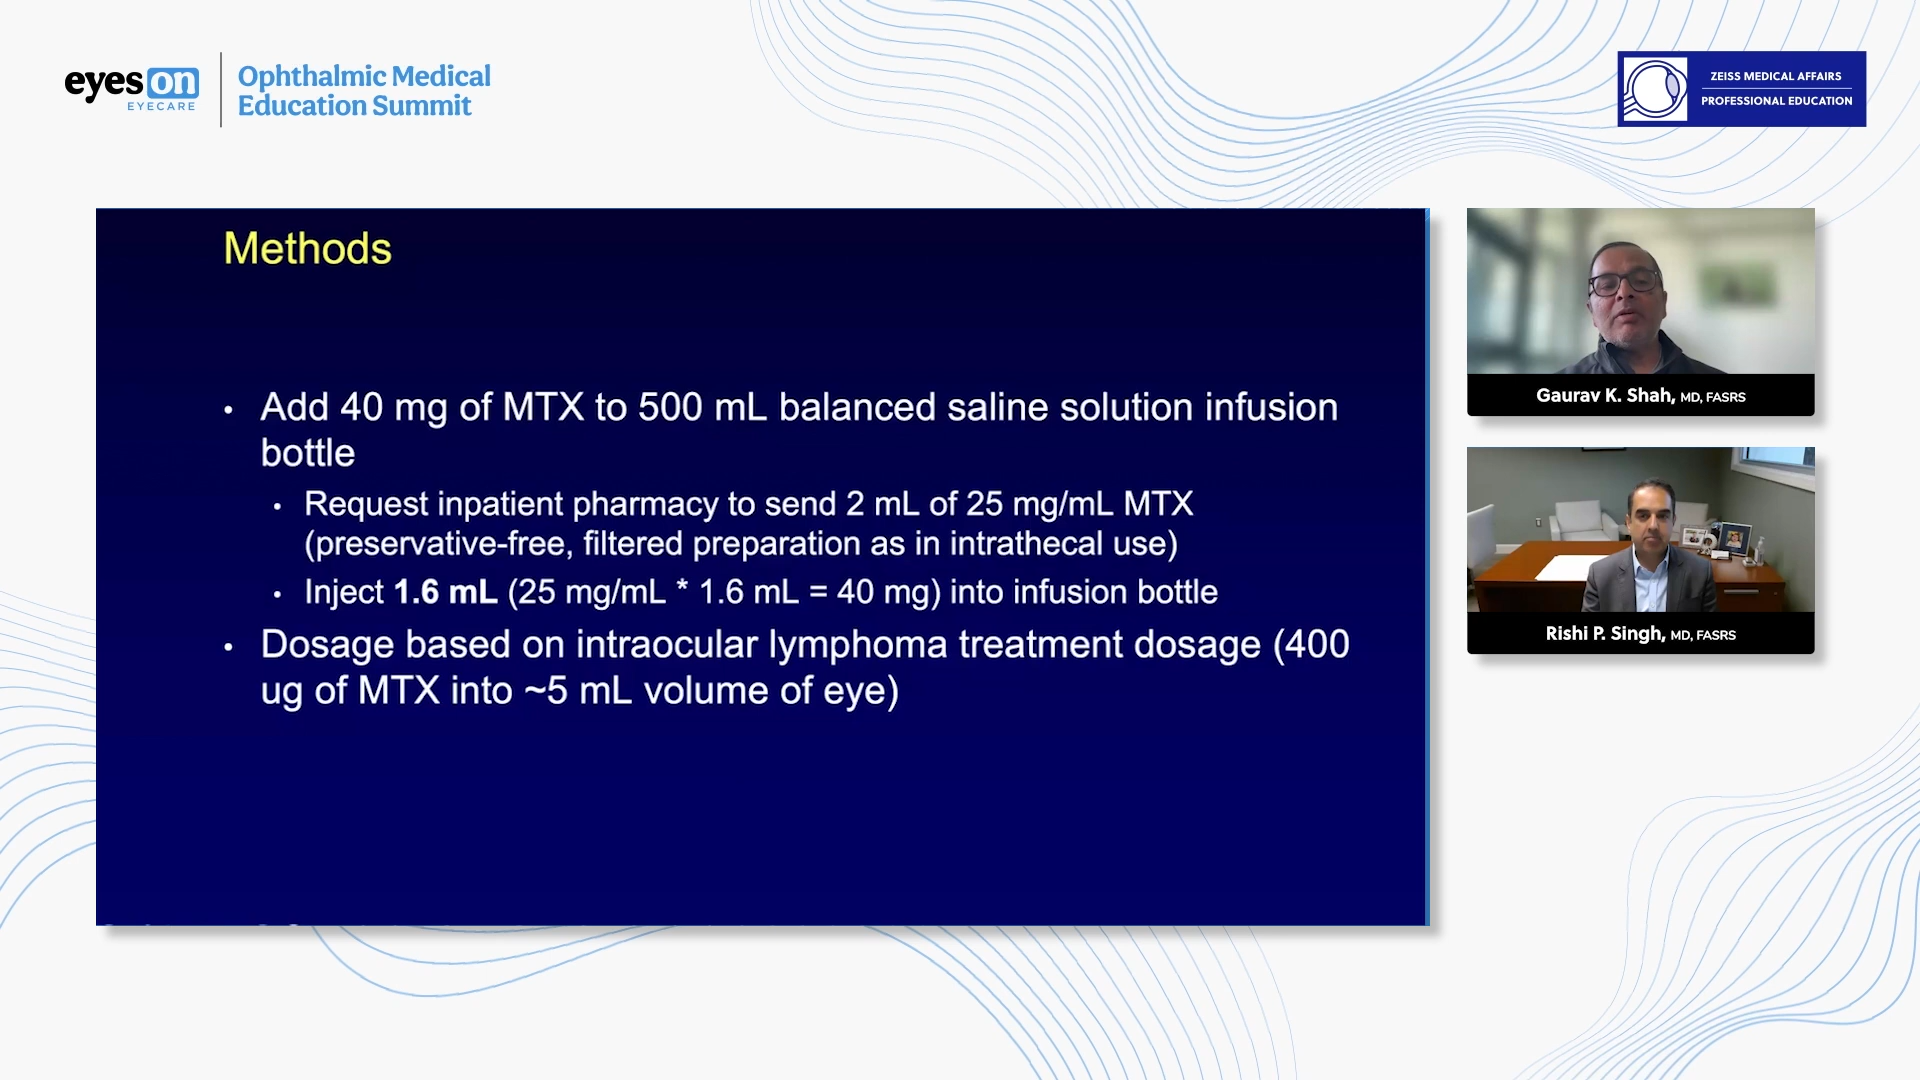 eyes on
EYECARE
Ophthalmic Medical
Education Summit
ZEISS MEDICAL AFFAIRS
PROFESSIONAL EDUCATION
Methods
• Add 40 mg of MTX to 500 mL balanced saline solution infusion
bottle
• Request inpatient pharmacy to send 2 mL of 25 mg/mL MTX
(preservative-free, filtered preparation as in intrathecal use)
• Inject 1.6 mL (25 mg/mL * 1.6 mL = 40 mg) into infusion bottle
• Dosage based on intraocular lymphoma treatment dosage (400
ug of MTX into ~5 mL volume of eye)
Gaurav K. Shah, MD, FASRS
Rishi P. Singh, MD, FASRS